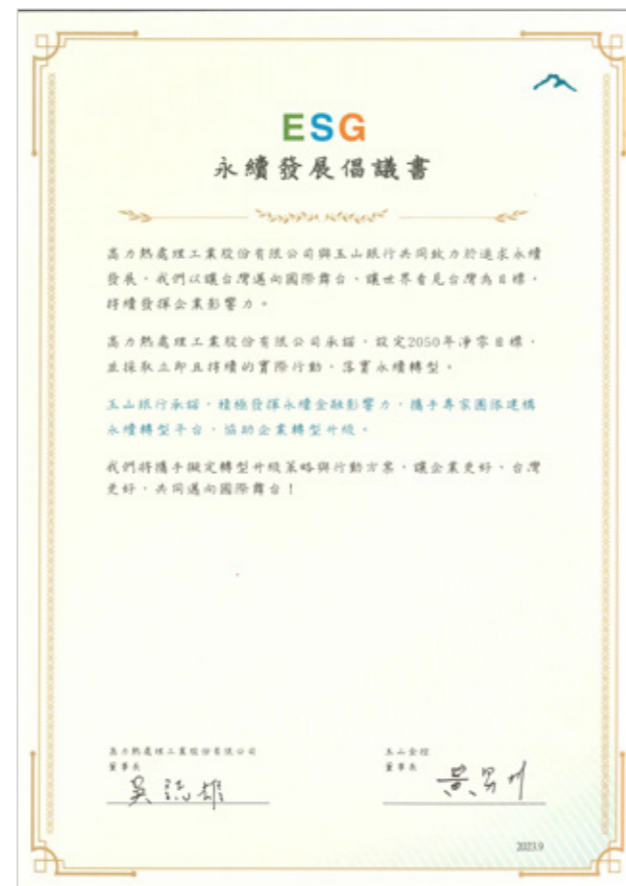 ESG
永續發展倡議書
高力熱處理工業股份有限公司與玉山銀行共同致力於追求永續
發展，我們以讓台灣邁向國際舞台、讓世界看見台灣為目標，
持續發揮企業影響力。
高力熱處理工業股份有限公司承諾，設定2050年淨零目標，
並採取立即且持續的實際行動，落實永續轉型。
玉山銀行承諾，積極發揮永續金融影響力，攜手專家團隊建構
永續轉型平台，協助企業轉型升級。
我們將攜手擬定轉型升級策略與行動方案，讓企業更好、台灣
更好，共同邁向國際舞台！
高力熱處理工業股份有限公司
董事長
玉山金控
董事長
黃男州
2023.9